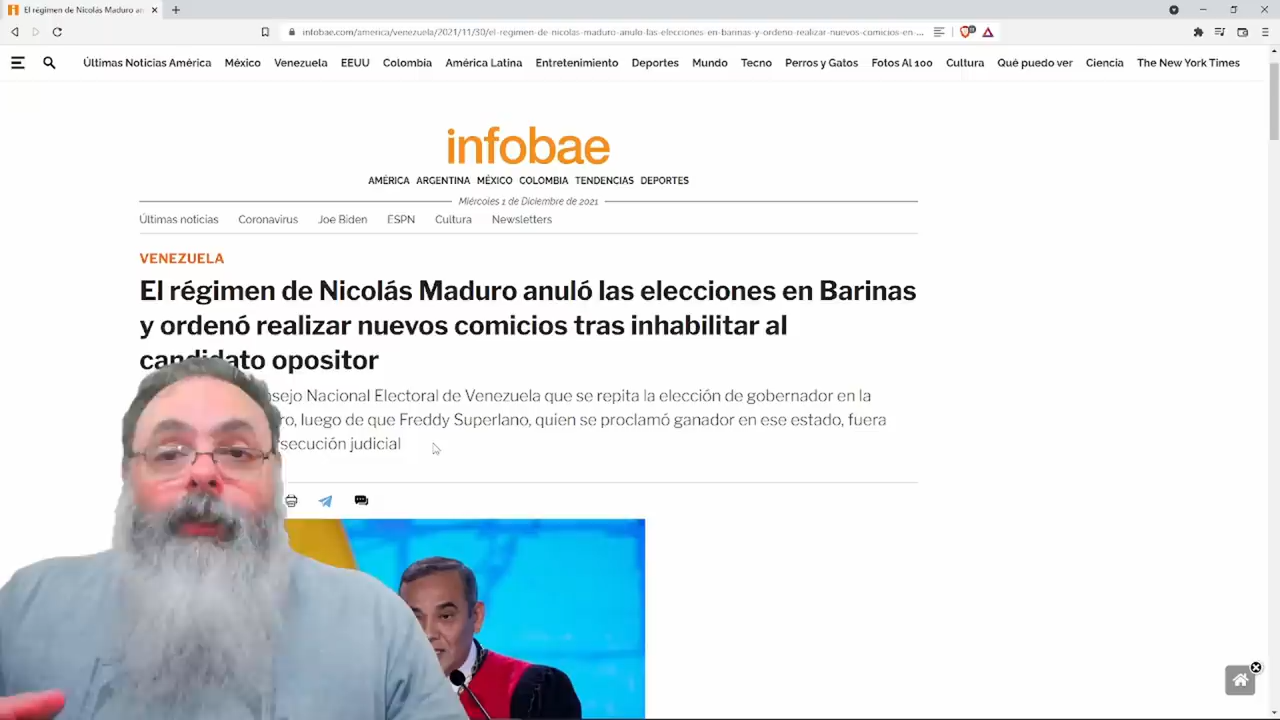 El régimen de Nicolás Maduro an
infobae.com/america/venezuela/2021/11/30/el-regimen-de-nicolas-maduro-anulo-las-elecciones-en-barinas-y-ordeno-realizar-nuevos-comicios-en-...
Últimas Noticias América México Venezuela EEUU Colombia América Latina Entretenimiento Deportes Mundo Tecno Perros y Gatos Fotos Al 100 Cultura Qué puedo ver Ciencia The New York Times
infobae
AMÉRICA ARGENTINA MÉXICO COLOMBIA TENDENCIAS DEPORTES
Miércoles 1 de Diciembre de 2021
Últimas noticias Coronavirus Joe Biden ESPN Cultura Newsletters
VENEZUELA
El régimen de Nicolás Maduro anuló las elecciones en Barinas
y ordenó realizar nuevos comicios tras inhabilitar al
candidato opositor
Nacional Electoral de Venezuela que se repita la elección de gobernador en la
luego de que Freddy Superlano, quien se proclamó ganador en ese estado, fuera
judicial